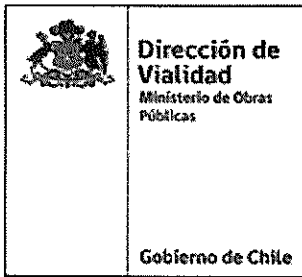 Dirección de
Vialidad
Ministerio de Obras
Públicas
Gobierno de Chile